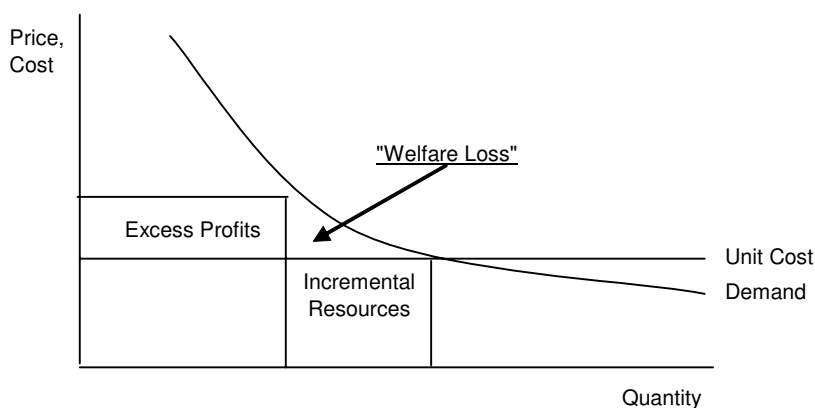 Price,
Cost
"Welfare Loss"
Excess Profits
Unit Cost
Incremental
Resources
Demand
Quantity